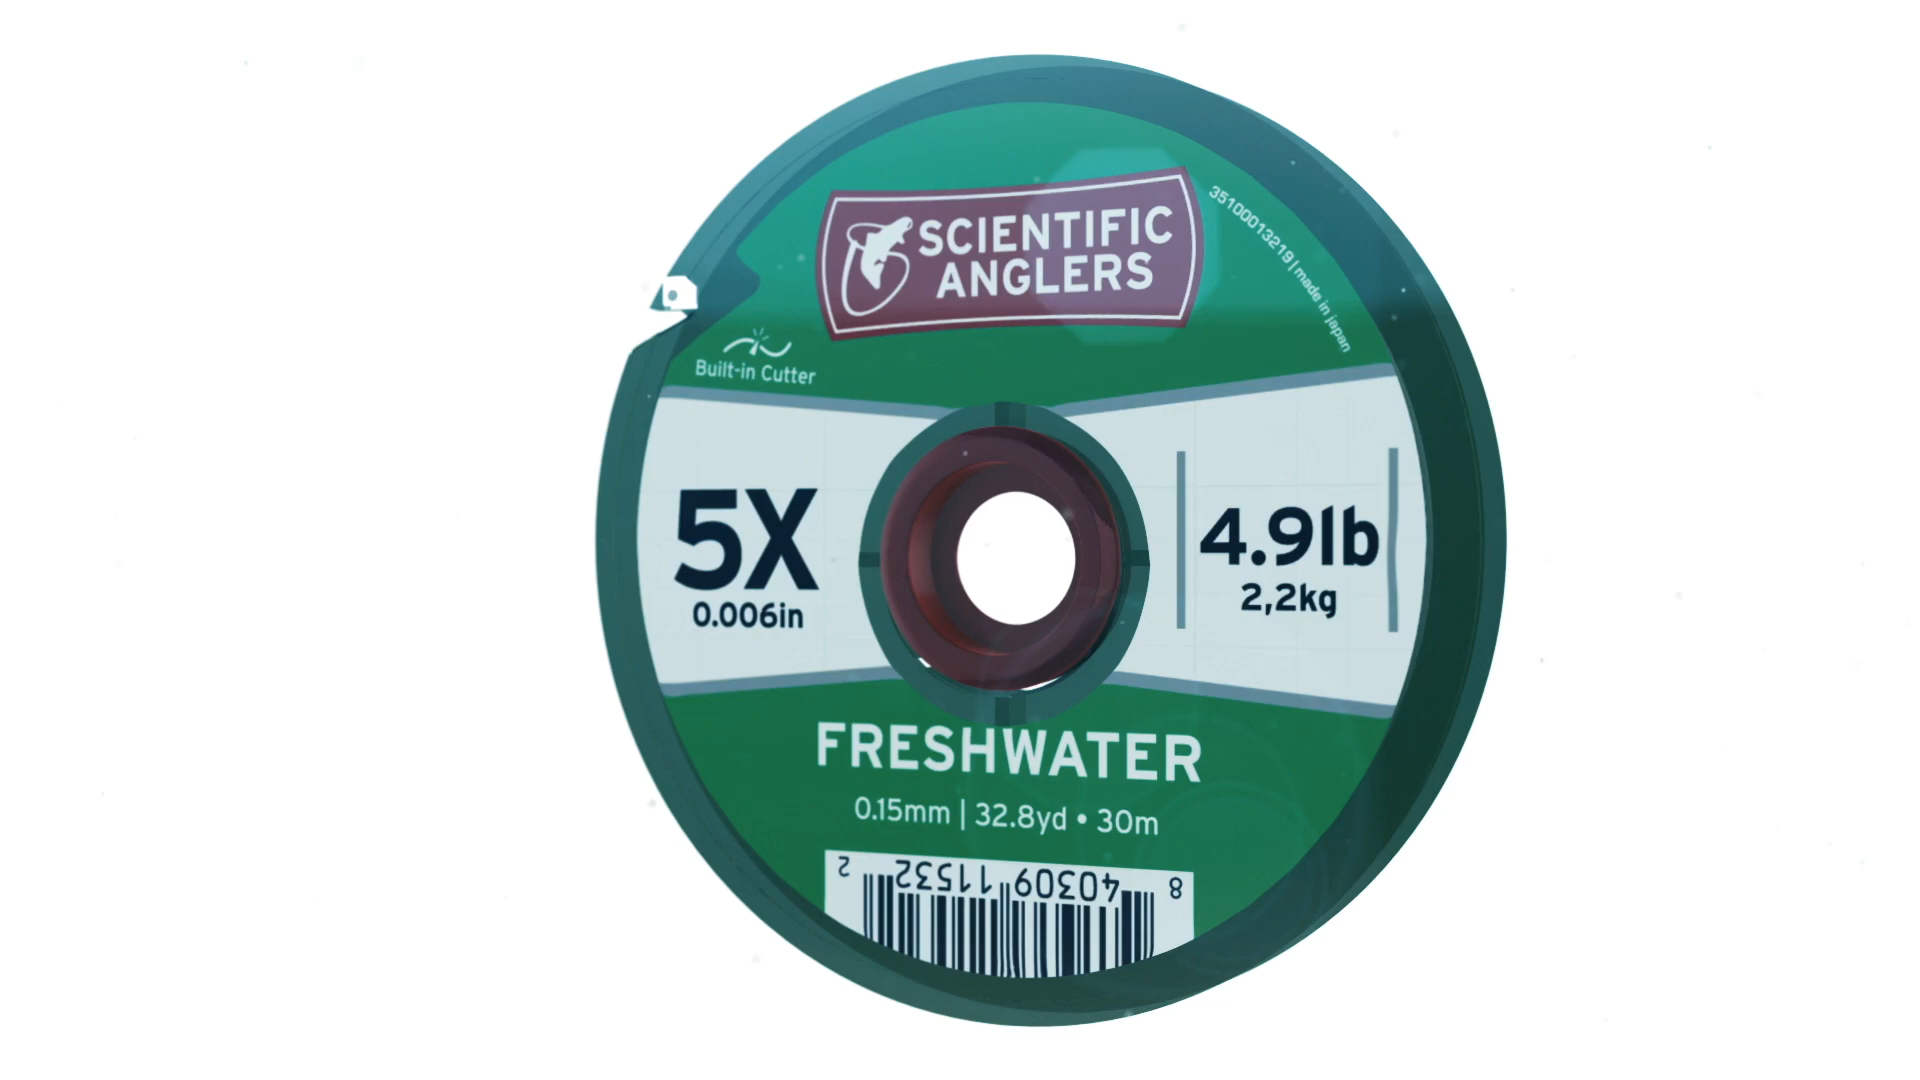 SCIENTIFIC
ANGLERS
3510013219 | made in japan
Built-in Cutter
5X
0.006in
4.9lb
2,2kg
FRESHWATER
0.15mm | 32.8yd • 30m
8 40309 11532 2